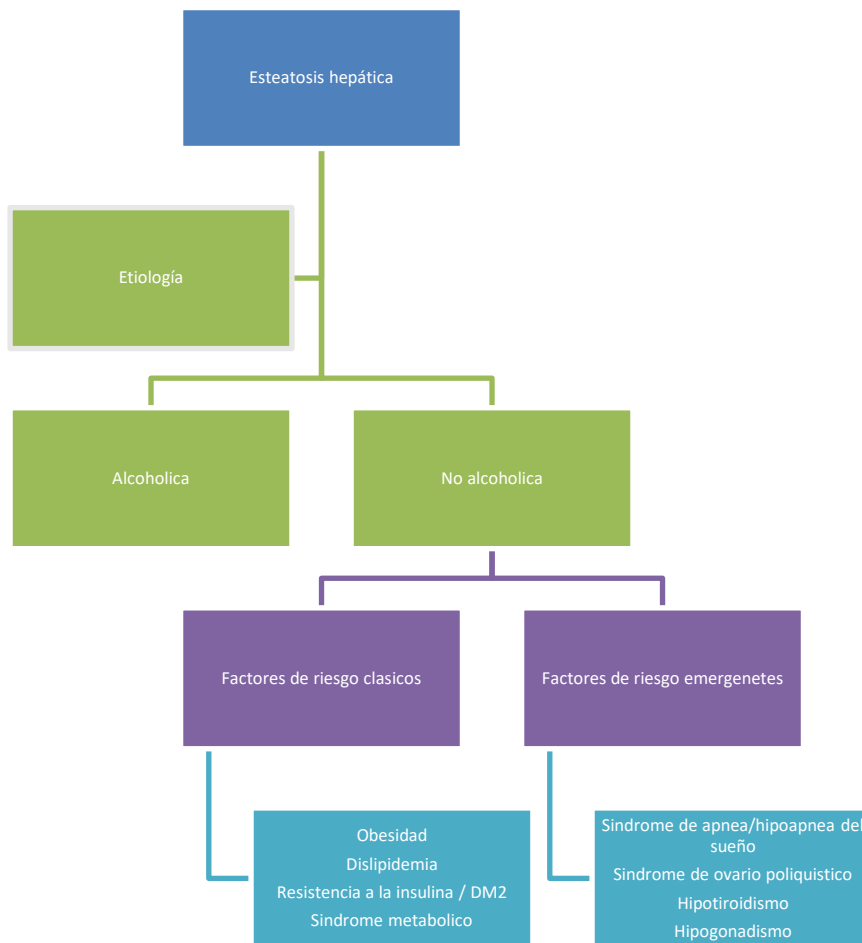 Esteatosis hepática
Etiología
Alcoholica
No alcoholica
Factores de riesgo clasicos
Factores de riesgo emergenetes
Obesidad
Dislipidemia
Resistencia a la insulina / DM2
Sindrome metabolico
Sindrome de apnea/hipoapnea del
sueño
Sindrome de ovario poliquistico
Hipotiroidismo
Hipogonadismo